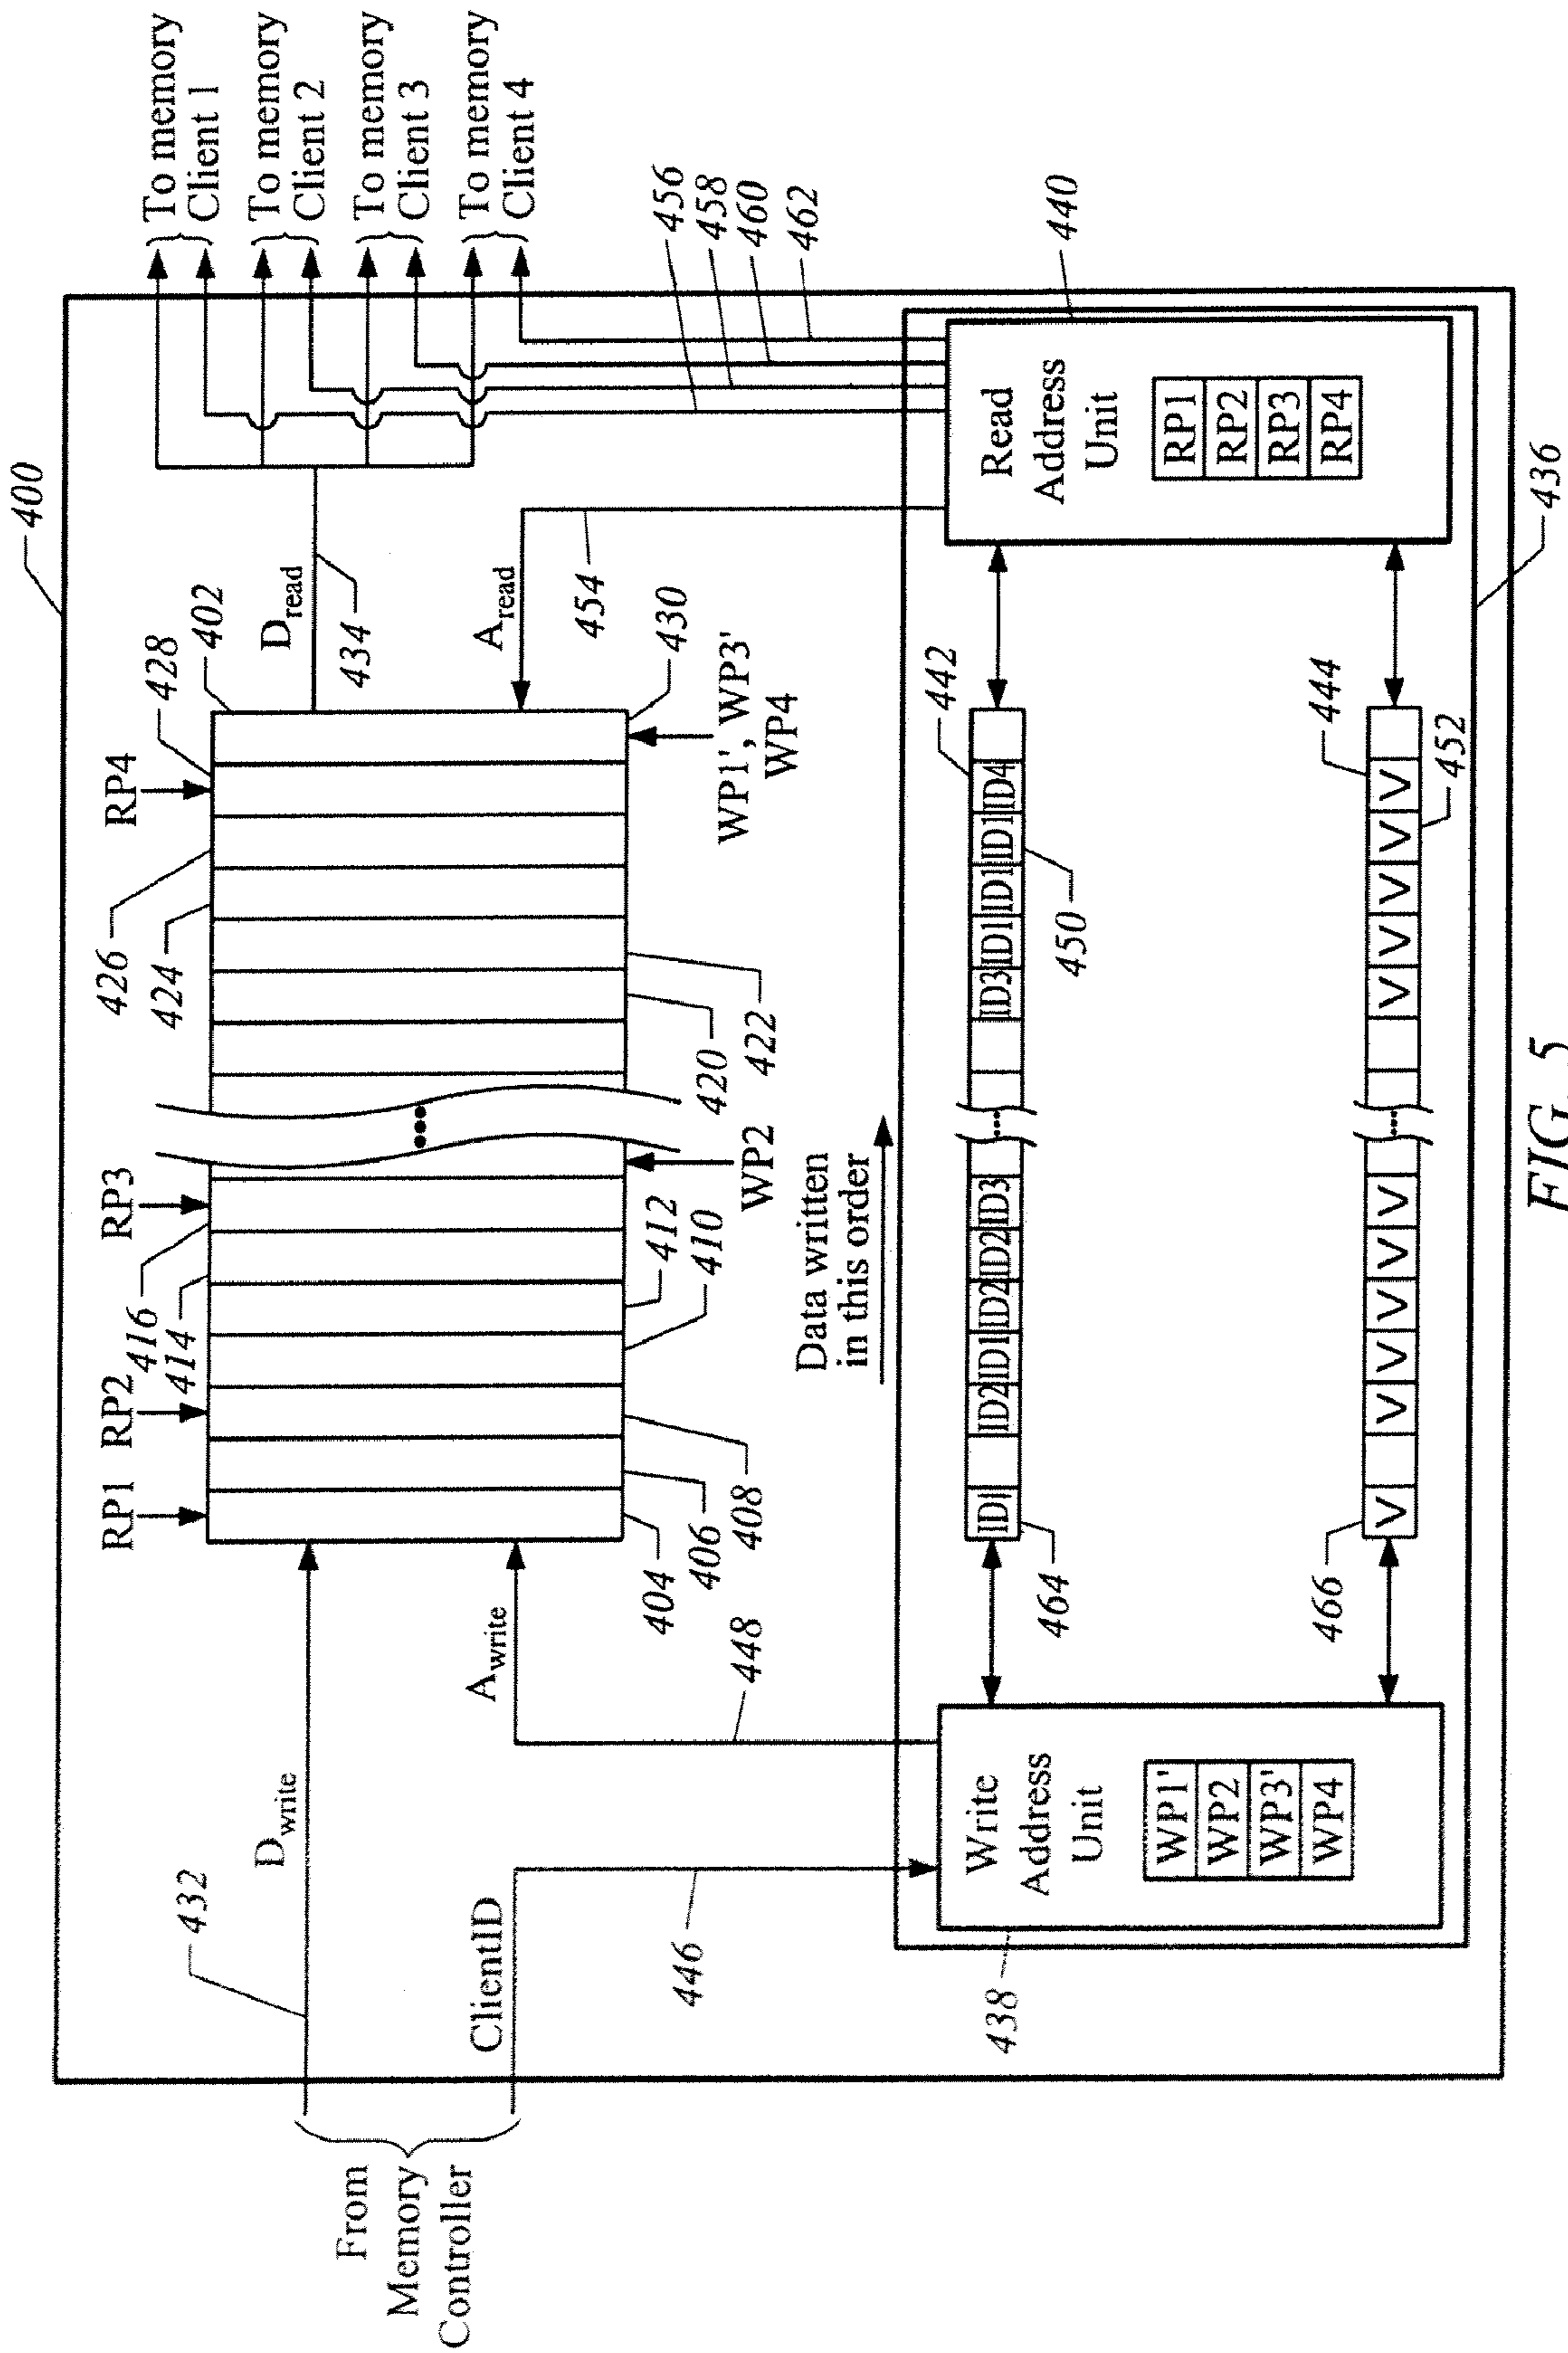 400
RP1
RP2
RP3
RP4
416
414
426
424
428
402
To memory
Client 1
To memory
Client 2
To memory
Client 3
To memory
Client 4
432
Dwrite
Dread
434
From
Memory
Controller
ClientID
Awrite
Aread
404
406
408
410
412
WP2
420
422
430
WP1', WP3'
WP4
454
456
458
460
462
446
448
Data written
in this order
438
Write
Address
Unit
WP1'
WP2
WP3'
WP4
464
ID1 ID2 ID1 ID2 ID2 ID3 ... ID3 ID1 ID1 ID1 ID4
442
450
440
Read
Address
Unit
RP1
RP2
RP3
RP4
466
V V V V V V ... V V V V V
444
452
436
FIG. 5